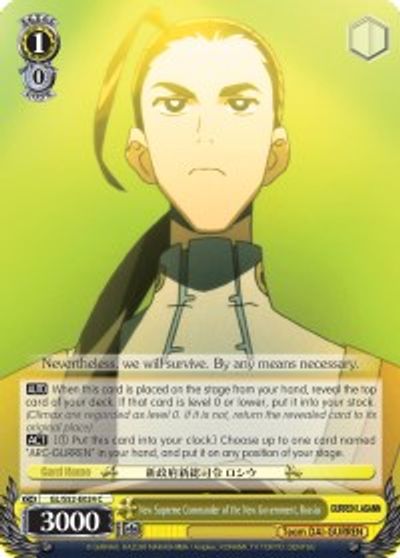 1
0
Nevertheless, we will survive. By any means necessary.
AUTO When this card is placed on the stage from your hand, reveal the top
card of your deck. If that card is level 0 or lower, put it into your stock.
(Climax are regarded as level 0. If it is not, return the revealed card to its
original place)
ACT [(1) Put this card into your clock] Choose up to one card named
"ARC-GURREN" in your hand, and put it on any position of your stage.
Card Name 新政府新総司令 ロシウ
New Supreme Commander of the New Government, Rossiu
GURREN LAGANN
3000
Team DAI-GURREN